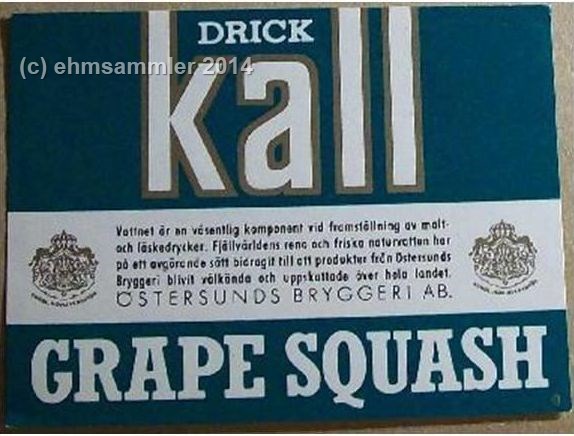 DRICK
(c) ehmsammler 2014
kall
Vattnet är en väsentlig komponent vid framställning av malt-
och läskedrycker. Fjällvärldens rena och friska naturvatten har
på ett avgörande sätt bidragit till att produkter från Östersunds
Bryggeri blivit välkända och uppskattade över hela landet.
ÖSTERSUNDS BRYGGERI AB.
GRAPE SQUASH